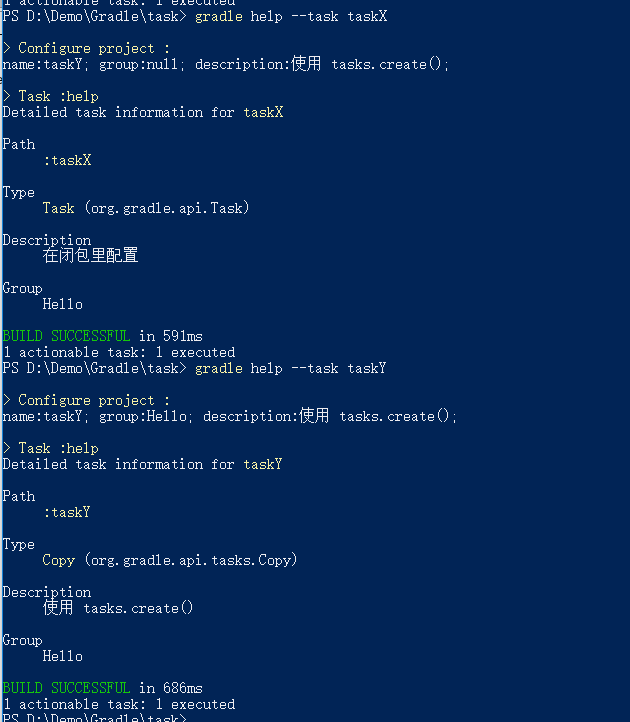 1 actionable task: 1 executed
PS D:\Demo\Gradle\task> gradle help --task taskX
> Configure project :
name:taskY; group:null; description:使用 tasks.create();
> Task :help
Detailed task information for taskX
Path
:taskX
Type
Task (org.gradle.api.Task)
Description
在闭包里配置
Group
Hello
BUILD SUCCESSFUL in 591ms
1 actionable task: 1 executed
PS D:\Demo\Gradle\task> gradle help --task taskY
> Configure project :
name:taskY; group:Hello; description:使用 tasks.create();
> Task :help
Detailed task information for taskY
Path
:taskY
Type
Copy (org.gradle.api.tasks.Copy)
Description
使用 tasks.create()
Group
Hello
BUILD SUCCESSFUL in 686ms
1 actionable task: 1 executed
PS D:\Demo\Gradle\task>